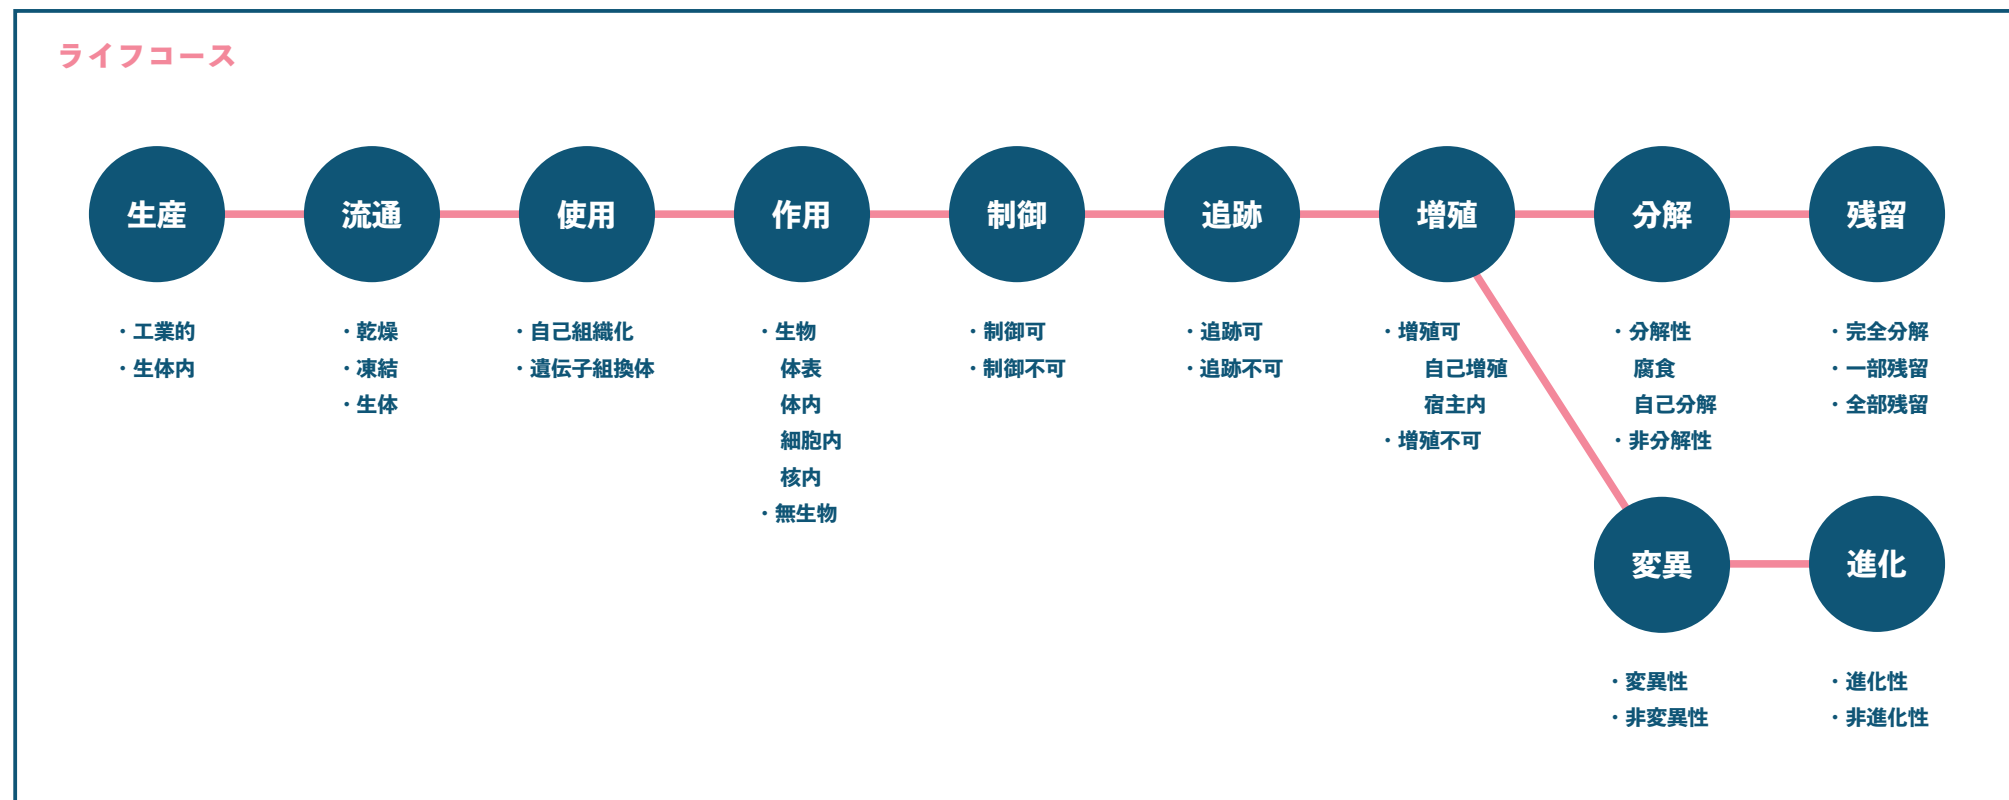 ライフコース
生産
・工業的
・生体内
流通
・乾燥
・凍結
・生体
使用
・自己組織化
・遺伝子組換体
作用
・生物
体表
体内
細胞内
核内
・無生物
制御
・制御可
・制御不可
追跡
・追跡可
・追跡不可
増殖
・増殖可
自己増殖
宿主内
・増殖不可
分解
・分解性
腐食
自己分解
・非分解性
残留
・完全分解
・一部残留
・全部残留
変異
・変異性
・非変異性
進化
・進化性
・非進化性